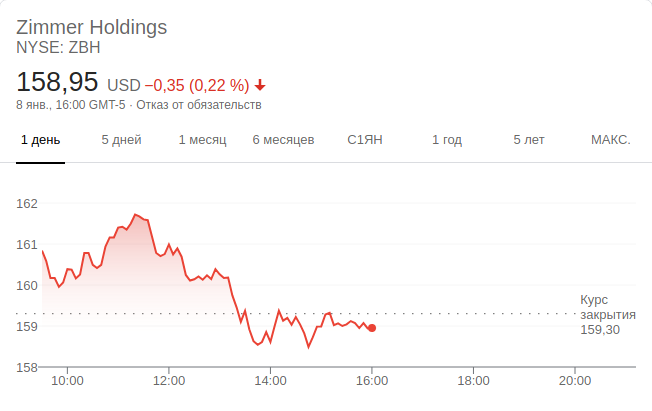 Zimmer Holdings
NYSE: ZBH
158,95 USD −0,35 (0,22 %)
8 янв., 16:00 GMT-5 · Отказ от обязательств
1 день 5 дней 1 месяц 6 месяцев С1ЯН 1 год 5 лет МАКС.
162
161
160
Курс
закрытия
159,30
159
158
10:00 12:00 14:00 16:00 18:00 20:00